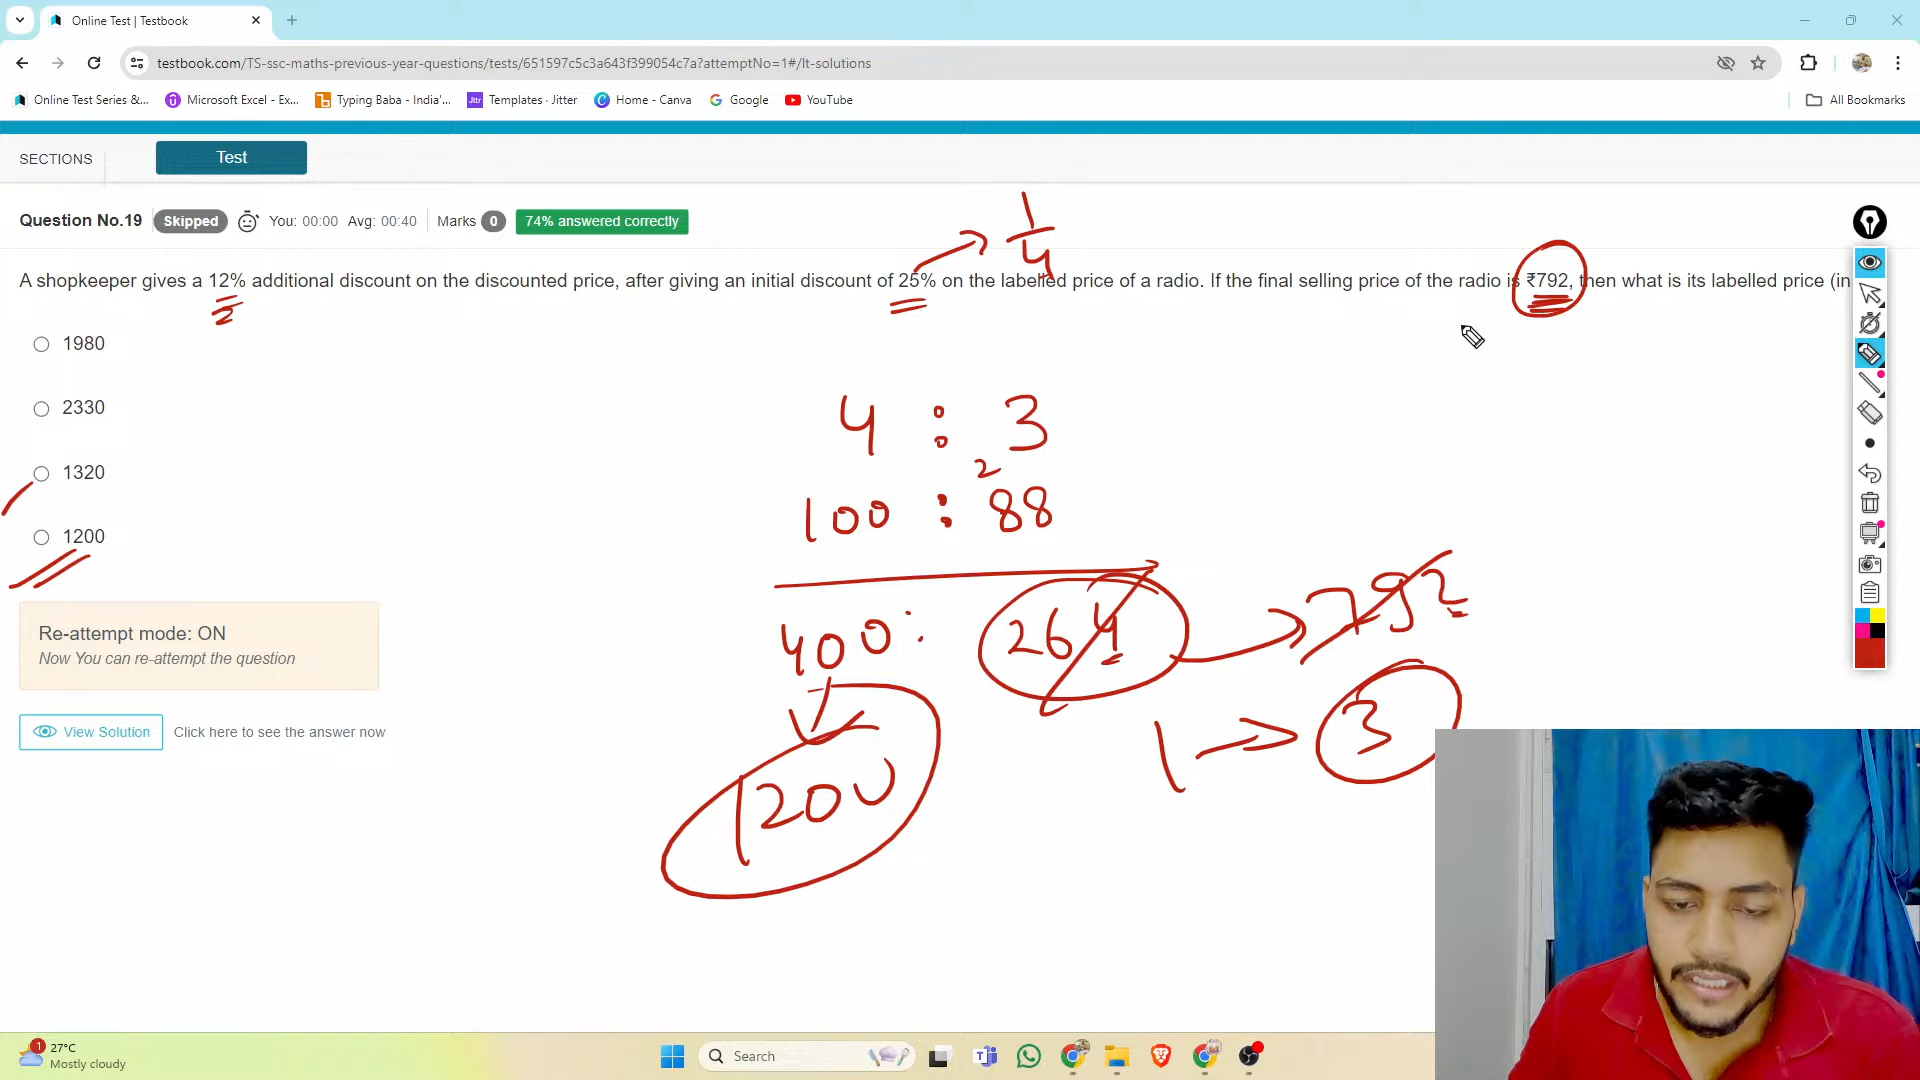 Online Test | Testbook
testbook.com/TS-ssc-maths-previous-year-questions/tests/651597c5c3a643f399054c7a?attemptNo=1#/lt-solutions
Online Test Series &... Microsoft Excel - Ex... Typing Baba - India'... Jttr Templates · Jitter Home - Canva Google YouTube All Bookmarks
SECTIONS Test
Question No.19 Skipped You: 00:00 Avg: 00:40 Marks 0 74% answered correctly
1/4
A shopkeeper gives a 12% additional discount on the discounted price, after giving an initial discount of 25% on the labelled price of a radio. If the final selling price of the radio is ₹792, then what is its labelled price (in
1980
2330
1320
1200
4 : 3
2
100 : 88
400 : 264 → 792
1 → 3
1200
Re-attempt mode: ON
Now You can re-attempt the question
View Solution Click here to see the answer now
1 27°C
Mostly cloudy
Search